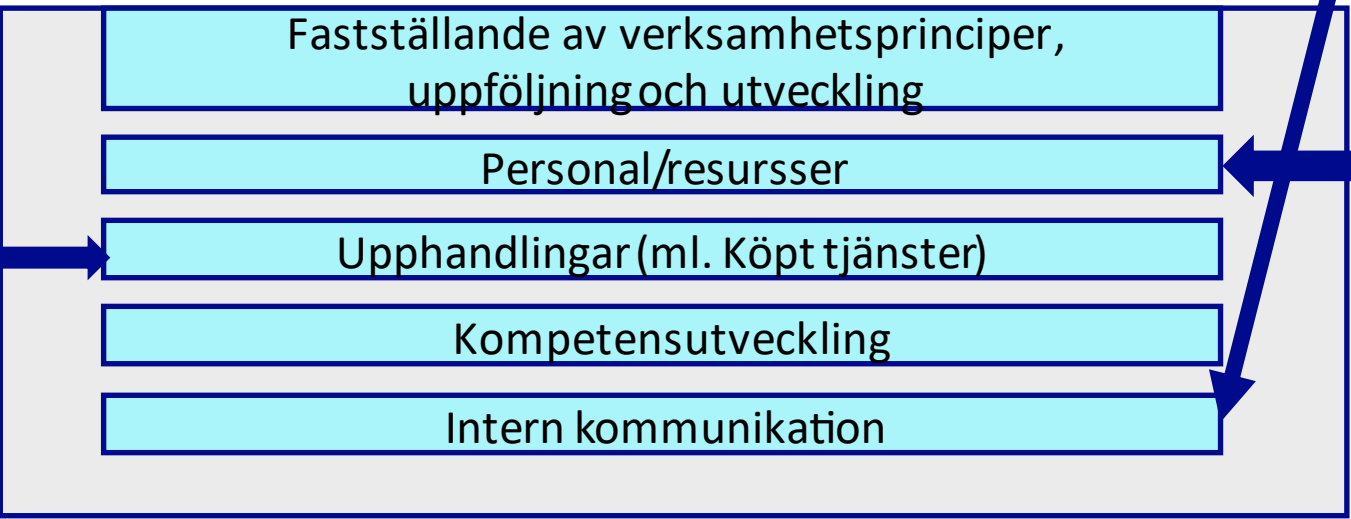 Fastställande av verksamhetsprinciper,
uppföljning och utveckling
Personal/resursser
Upphandlingar (ml. Köpt tjänster)
Kompetensutveckling
Intern kommunikation